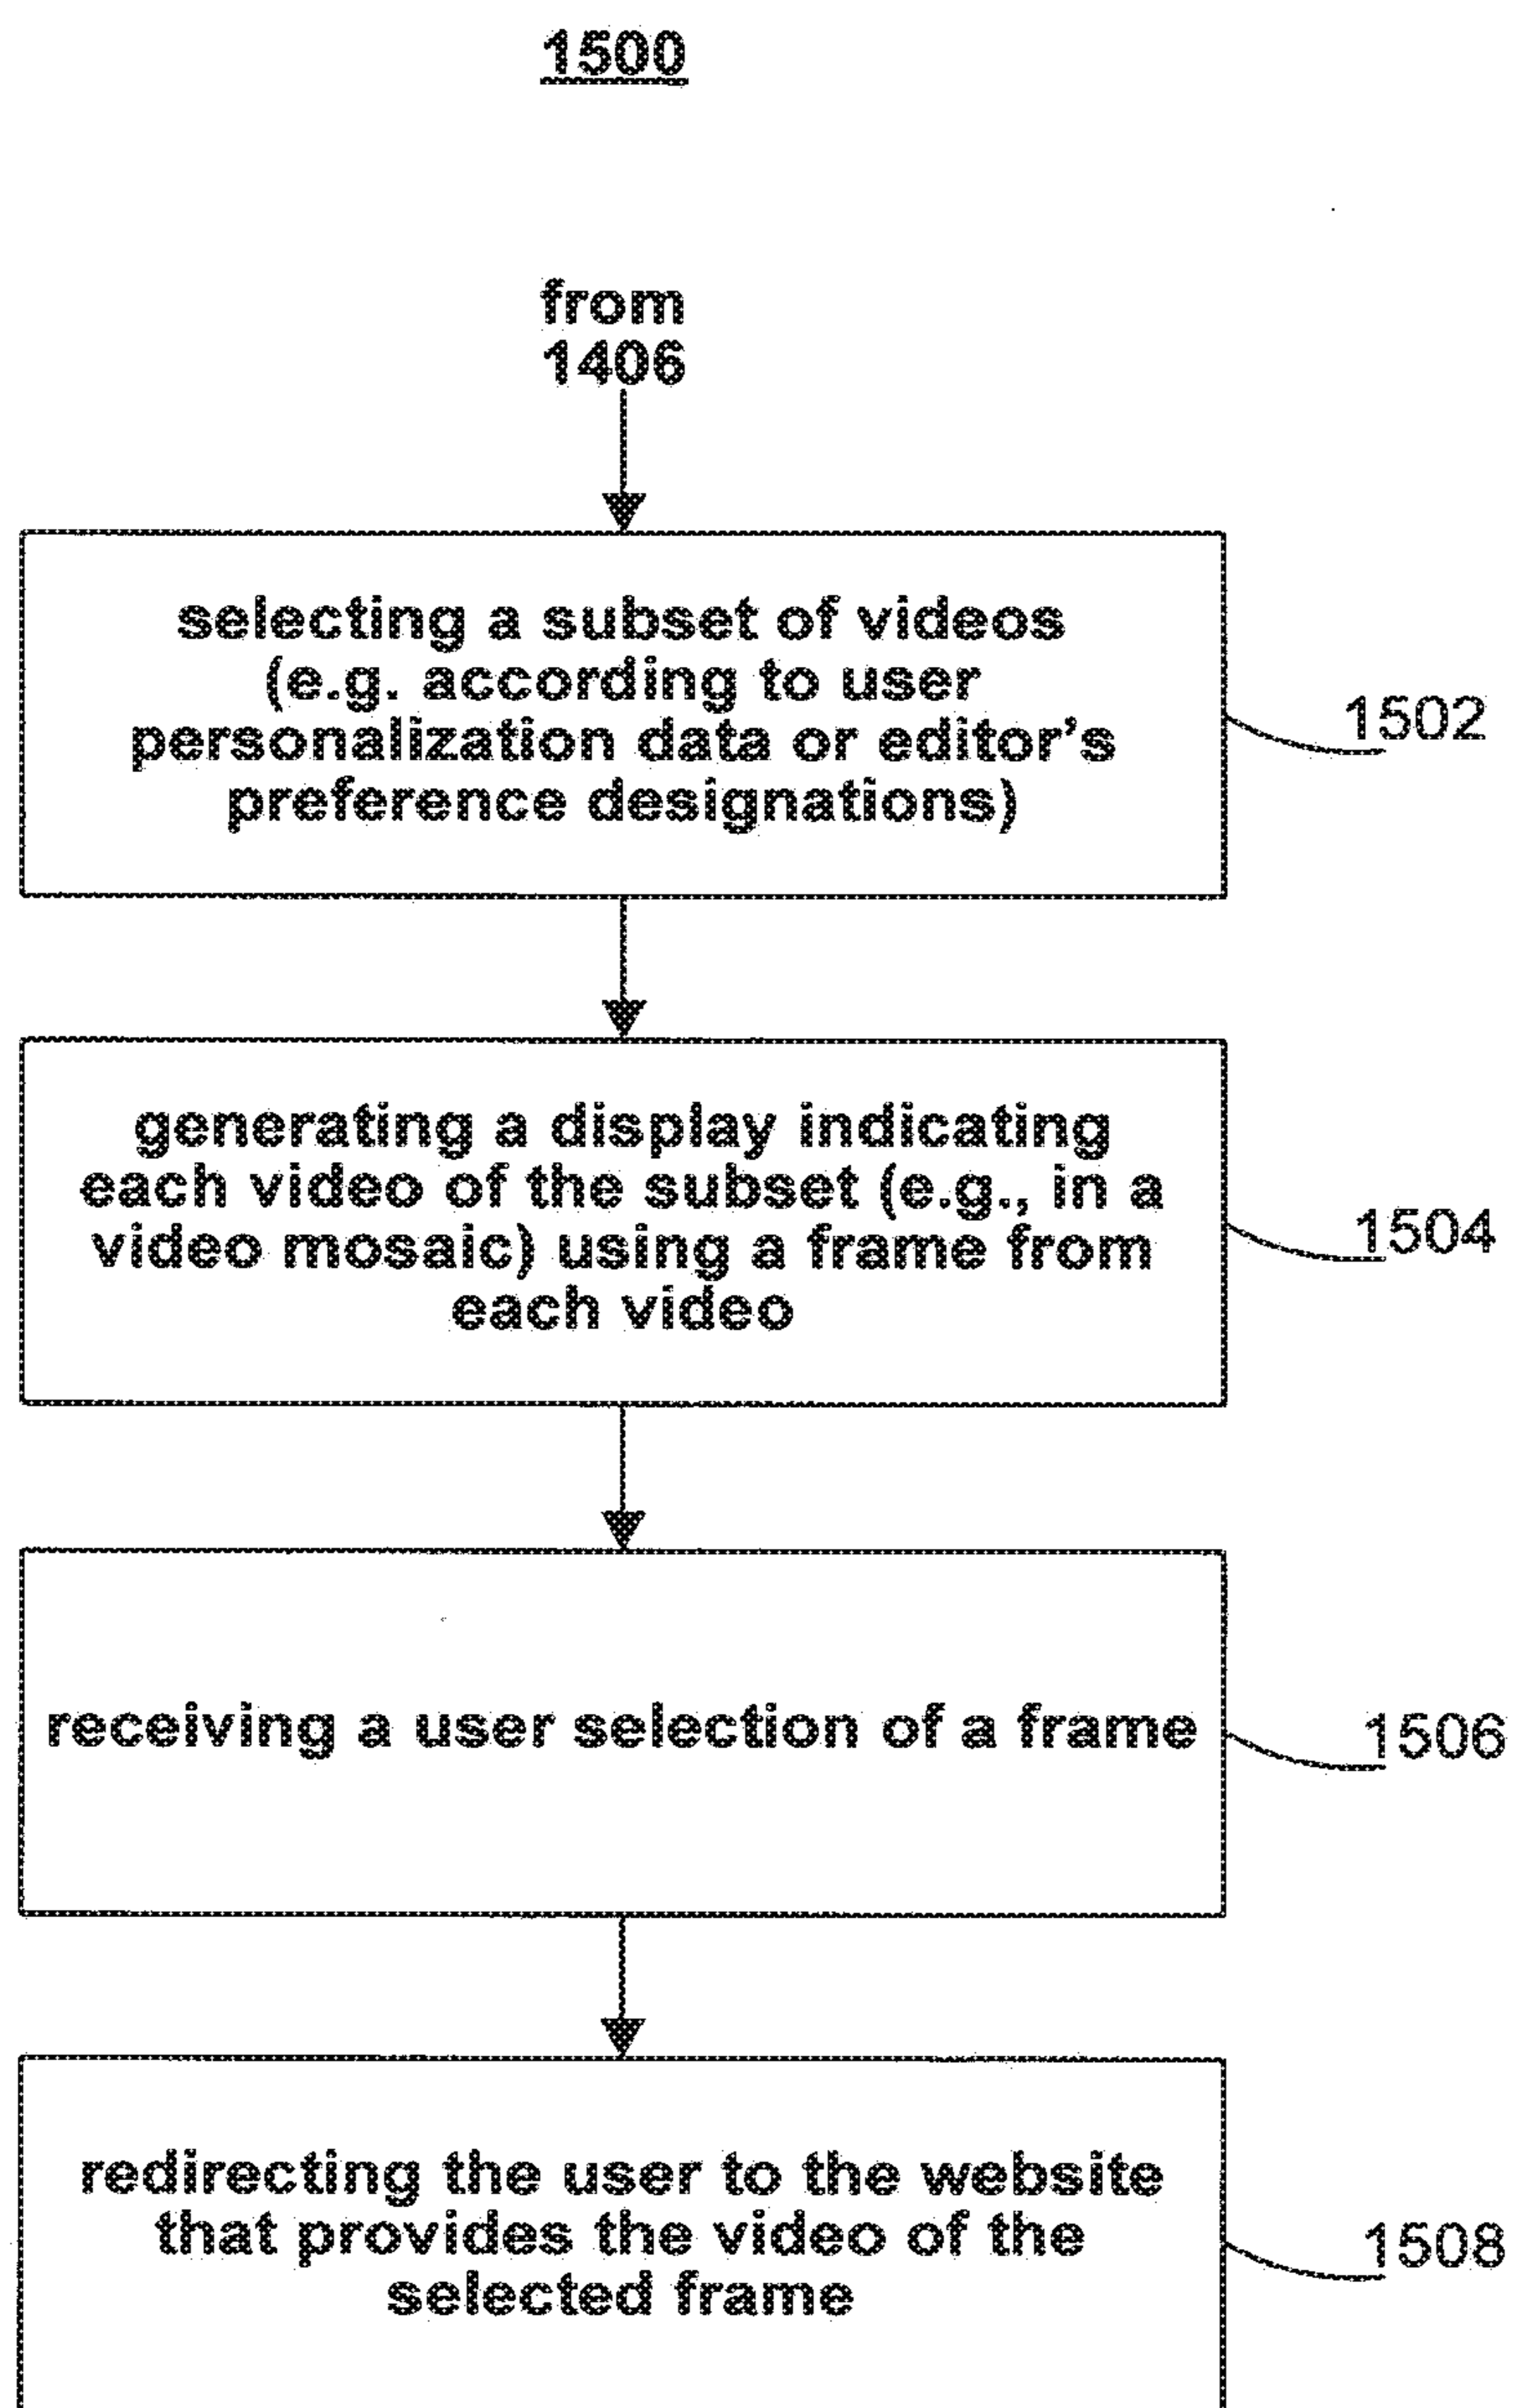 1500
from
1406
selecting a subset of videos
(e.g. according to user
personalization data or editor's
preference designations)
1502
generating a display indicating
each video of the subset (e.g., in a
video mosaic) using a frame from
each video
1504
receiving a user selection of a frame
1506
redirecting the user to the website
that provides the video of the
selected frame
1508